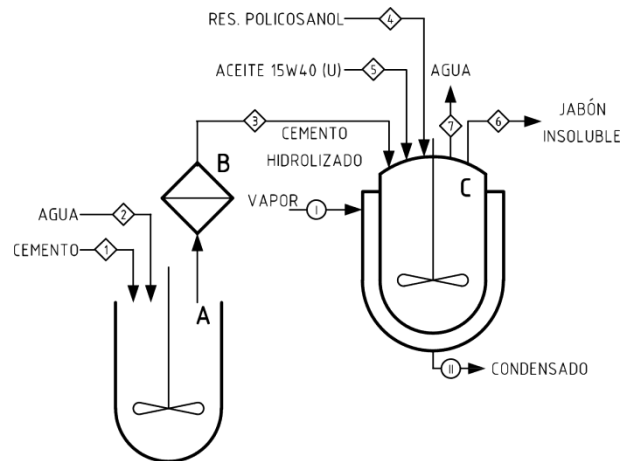 RES. POLICOSANOL
4
ACEITE 15W40 (U)
5
AGUA
7
6
JABÓN
INSOLUBLE
3
CEMENTO
HIDROLIZADO
B
C
VAPOR
I
AGUA
2
CEMENTO
1
A
II
CONDENSADO